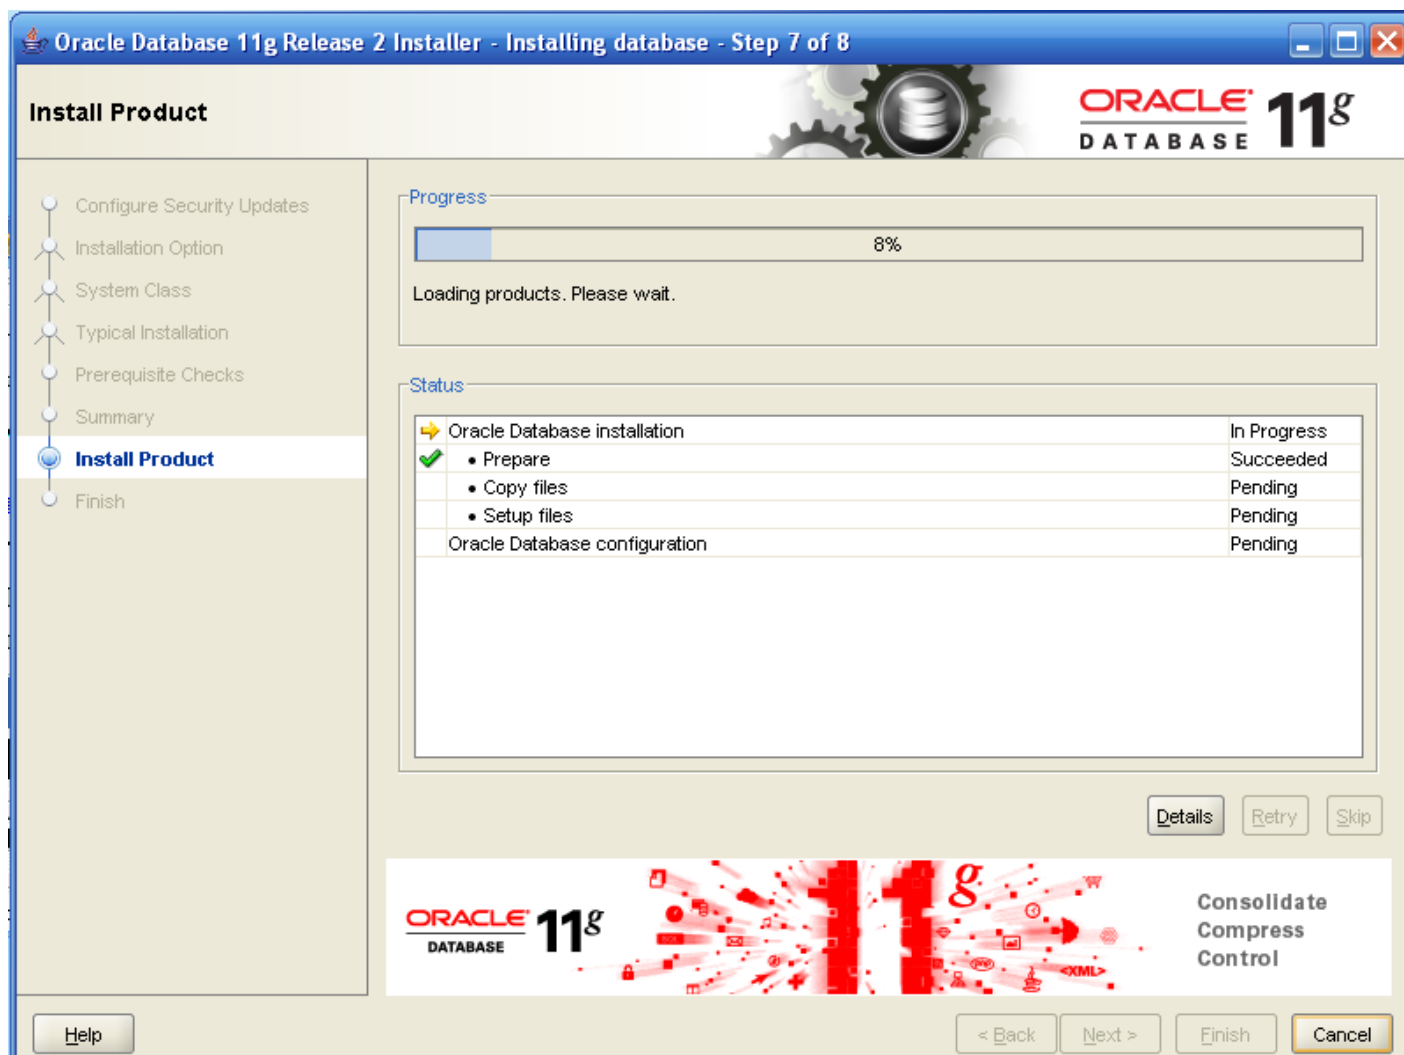 Oracle Database 11g Release 2 Installer - Installing database - Step 7 of 8
Install Product
ORACLE 11g
DATABASE
Configure Security Updates
Installation Option
System Class
Typical Installation
Prerequisite Checks
Summary
Install Product
Finish
Progress
8%
Loading products. Please wait.
Status
Oracle Database installation In Progress
• Prepare Succeeded
• Copy files Pending
• Setup files Pending
Oracle Database configuration Pending
Details Retry Skip
ORACLE 11g
DATABASE
11g
<XML>
php
Consolidate
Compress
Control
Help < Back Next > Finish Cancel